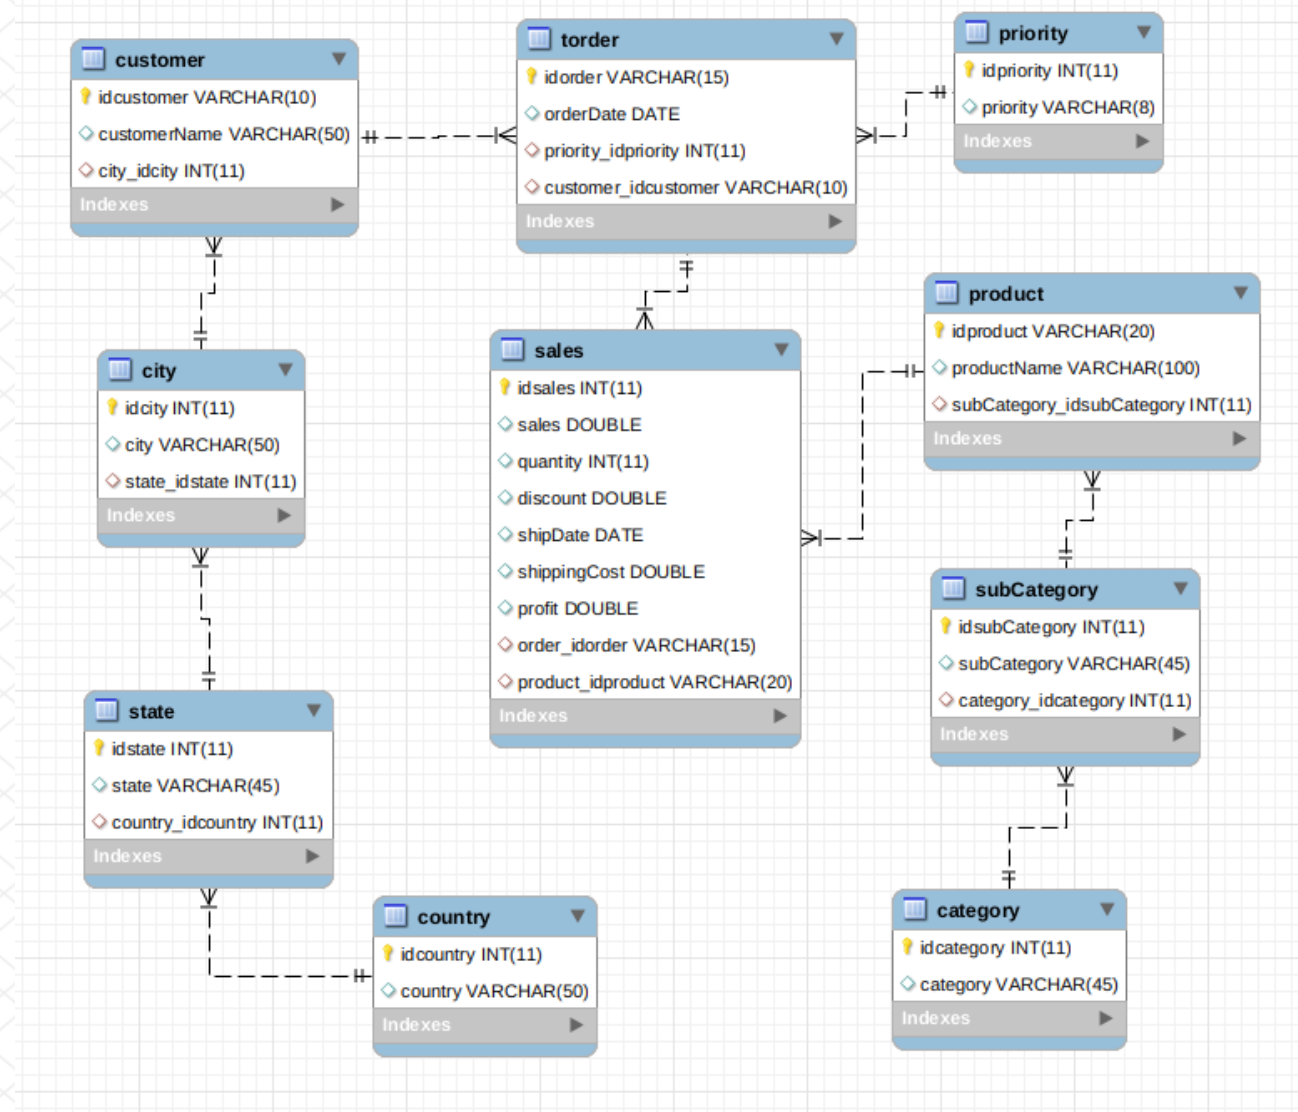 customer
idcustomer VARCHAR(10)
customerName VARCHAR(50)
city_idcity INT(11)
Indexes
torder
idorder VARCHAR(15)
orderDate DATE
priority_idpriority INT(11)
customer_idcustomer VARCHAR(10)
Indexes
priority
idpriority INT(11)
priority VARCHAR(8)
Indexes
city
idcity INT(11)
city VARCHAR(50)
state_idstate INT(11)
Indexes
sales
idsales INT(11)
sales DOUBLE
quantity INT(11)
discount DOUBLE
shipDate DATE
shippingCost DOUBLE
profit DOUBLE
order_idorder VARCHAR(15)
product_idproduct VARCHAR(20)
Indexes
product
idproduct VARCHAR(20)
productName VARCHAR(100)
subCategory_idsubCategory INT(11)
Indexes
subCategory
idsubCategory INT(11)
subCategory VARCHAR(45)
category_idcategory INT(11)
Indexes
state
idstate INT(11)
state VARCHAR(45)
country_idcountry INT(11)
Indexes
country
idcountry INT(11)
country VARCHAR(50)
Indexes
category
idcategory INT(11)
category VARCHAR(45)
Indexes